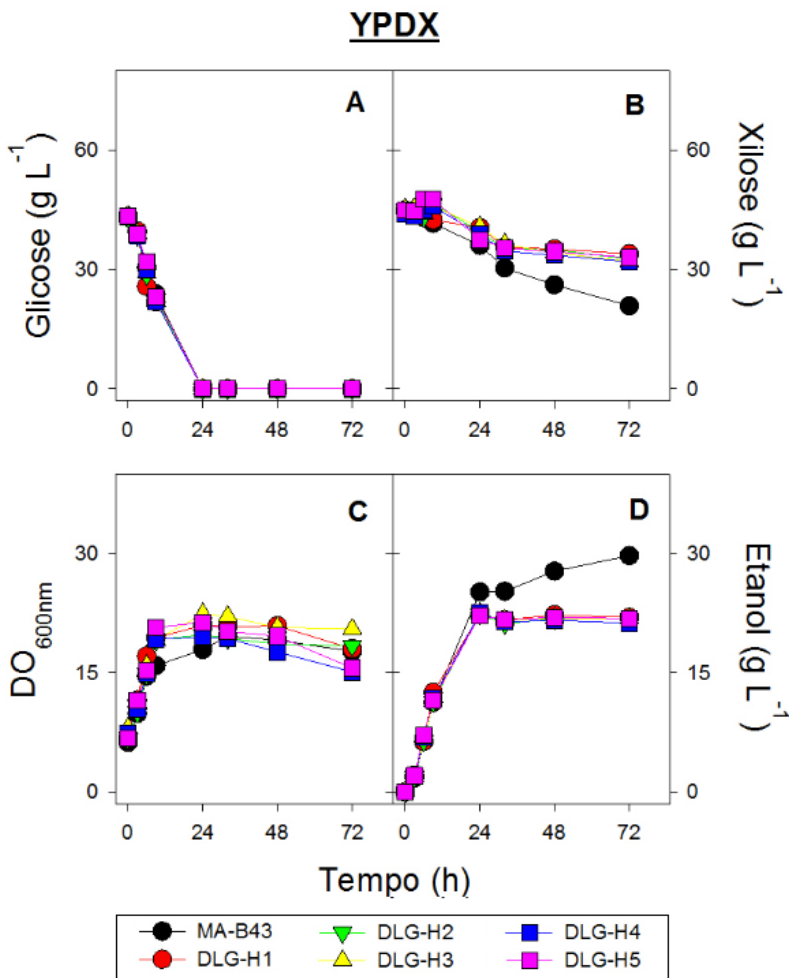 YPDX
A
B
60
30
0
Glicose (g L-1)
60
30
0
Xilose (g L-1)
0 24 48 72
0 24 48 72
C
D
30
15
0
DO600nm
30
15
0
Etanol (g L-1)
0 24 48 72
0 24 48 72
Tempo (h)
MA-B43 DLG-H2 DLG-H4
DLG-H1 DLG-H3 DLG-H5